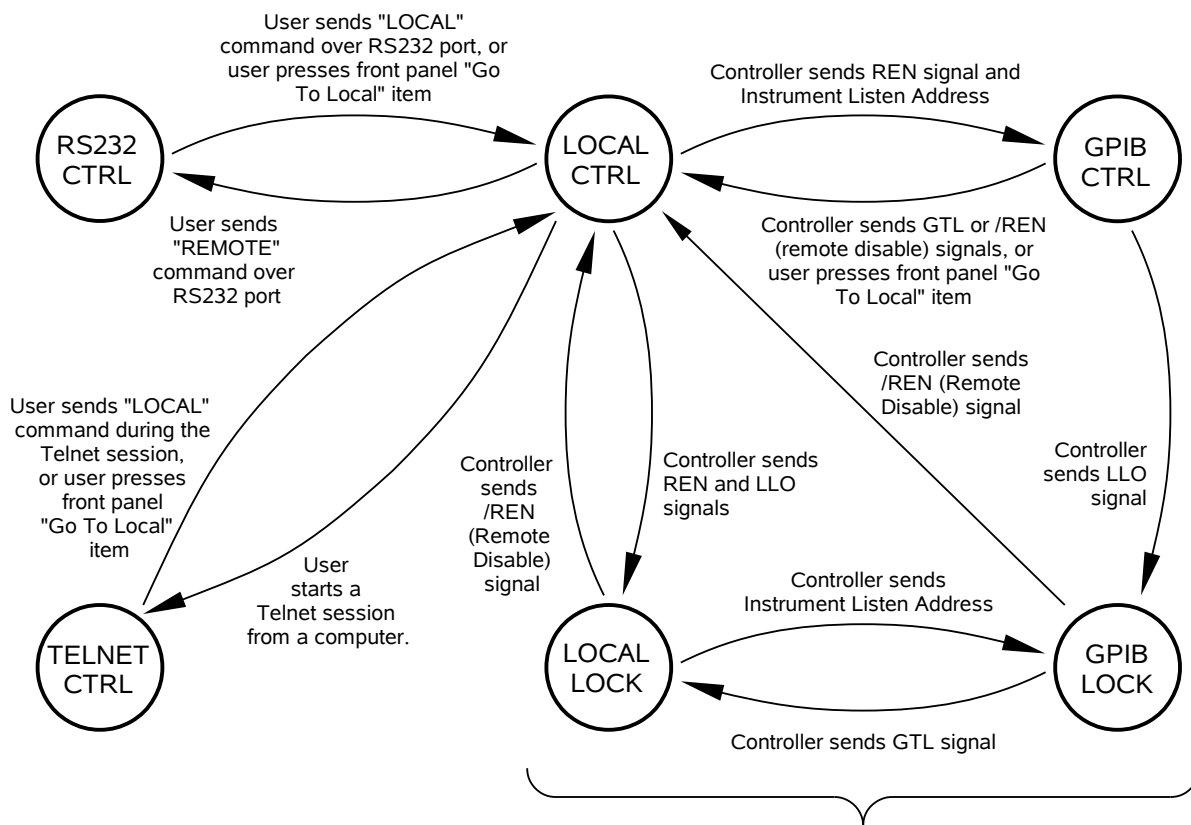 User sends "LOCAL"
command over RS232 port, or
user presses front panel "Go
To Local" item
Controller sends REN signal and
Instrument Listen Address
RS232
CTRL
LOCAL
CTRL
GPIB
CTRL
User sends
"REMOTE"
command over
RS232 port
Controller sends GTL or /REN
(remote disable) signals, or
user presses front panel "Go
To Local" item
Controller sends
/REN (Remote
Disable) signal
User sends "LOCAL"
command during the
Telnet session,
or user presses
front panel
"Go To Local"
item
Controller
sends
/REN
(Remote
Disable)
signal
Controller sends
REN and LLO
signals
Controller
sends LLO
signal
User
starts a
Telnet session
from a computer.
Controller sends
Instrument Listen Address
TELNET
CTRL
LOCAL
LOCK
GPIB
LOCK
Controller sends GTL signal